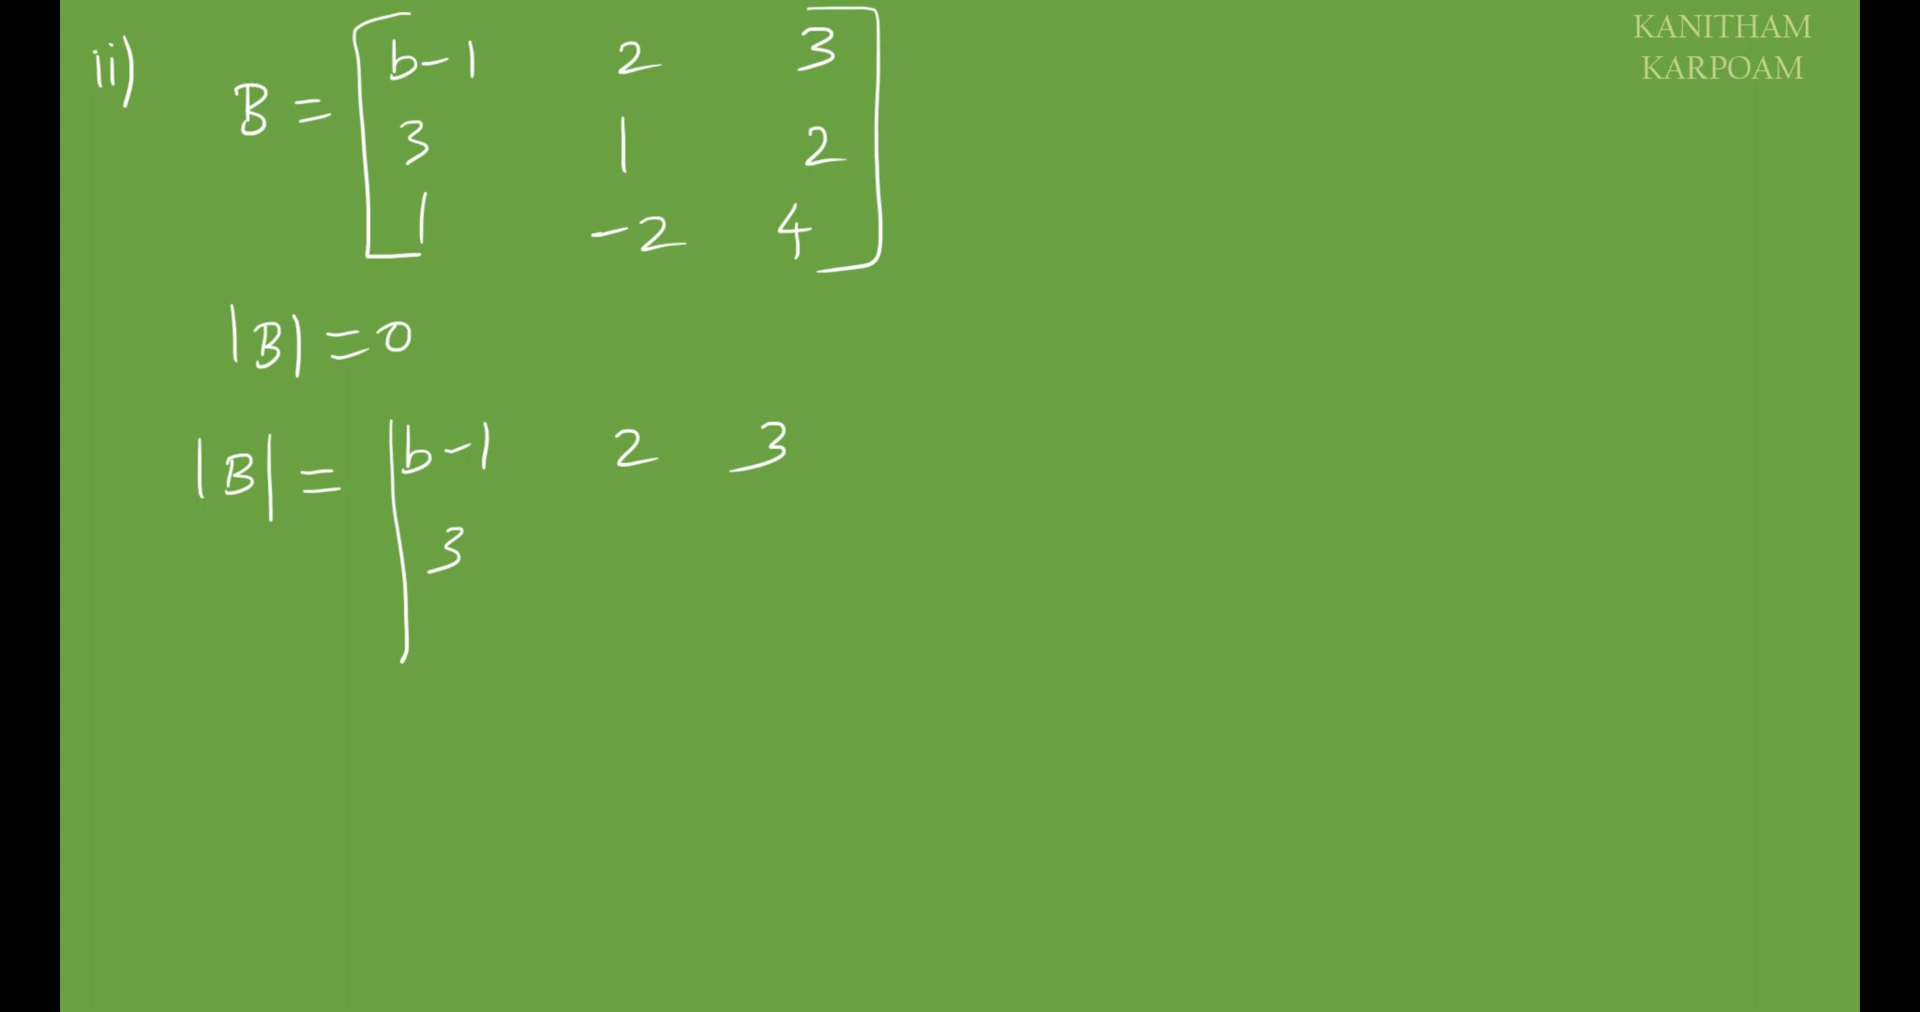 KANITHAM
KARPOAM
ii) B = [ b-1 2 3
3 1 2
1 -2 4 ]
|B| = 0
|B| = | b-1 2 3
3